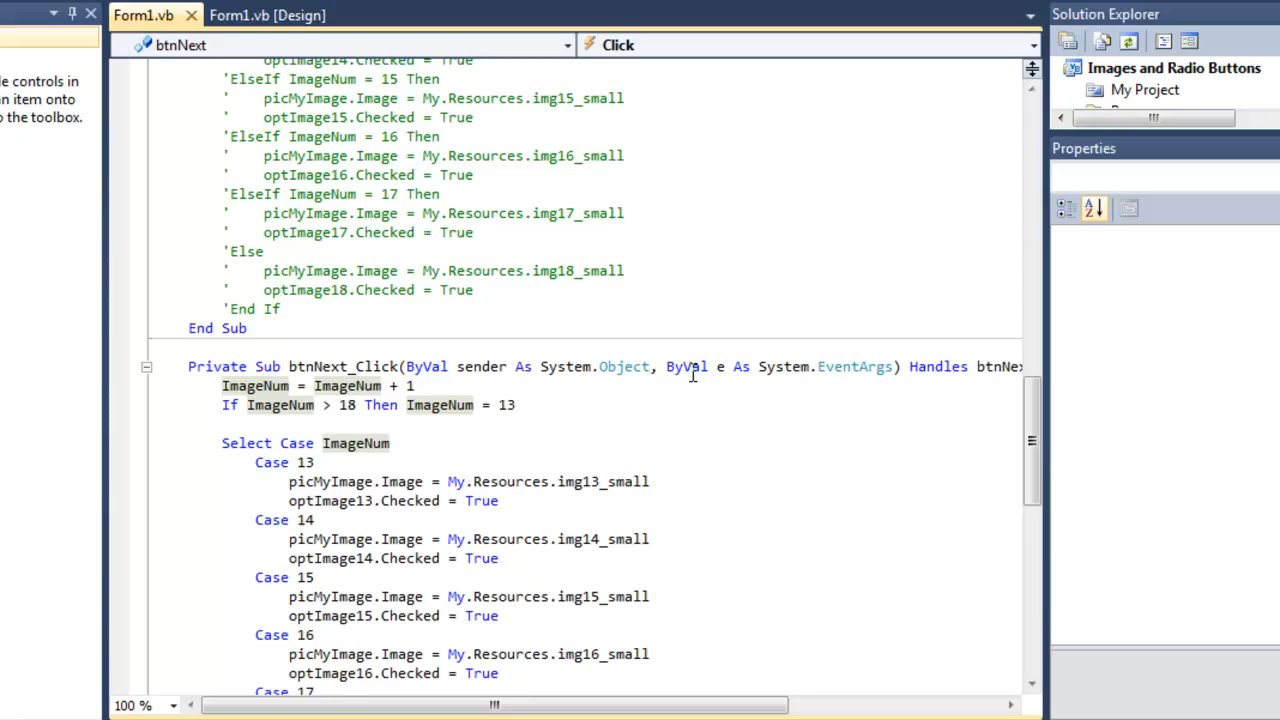 Form1.vb
Form1.vb [Design]
Solution Explorer
btnNext
Click
Images and Radio Buttons
My Project
le controls in
an item onto
o the toolbox.
Properties
optImage14.Checked = True
'ElseIf ImageNum = 15 Then
'    picMyImage.Image = My.Resources.img15_small
'    optImage15.Checked = True
'ElseIf ImageNum = 16 Then
'    picMyImage.Image = My.Resources.img16_small
'    optImage16.Checked = True
'ElseIf ImageNum = 17 Then
'    picMyImage.Image = My.Resources.img17_small
'    optImage17.Checked = True
'Else
'    picMyImage.Image = My.Resources.img18_small
'    optImage18.Checked = True
'End If
End Sub
Private Sub btnNext_Click(ByVal sender As System.Object, ByVal e As System.EventArgs) Handles btnNex
ImageNum = ImageNum + 1
If ImageNum > 18 Then ImageNum = 13
Select Case ImageNum
Case 13
picMyImage.Image = My.Resources.img13_small
optImage13.Checked = True
Case 14
picMyImage.Image = My.Resources.img14_small
optImage14.Checked = True
Case 15
picMyImage.Image = My.Resources.img15_small
optImage15.Checked = True
Case 16
picMyImage.Image = My.Resources.img16_small
optImage16.Checked = True
Case 17
100 %